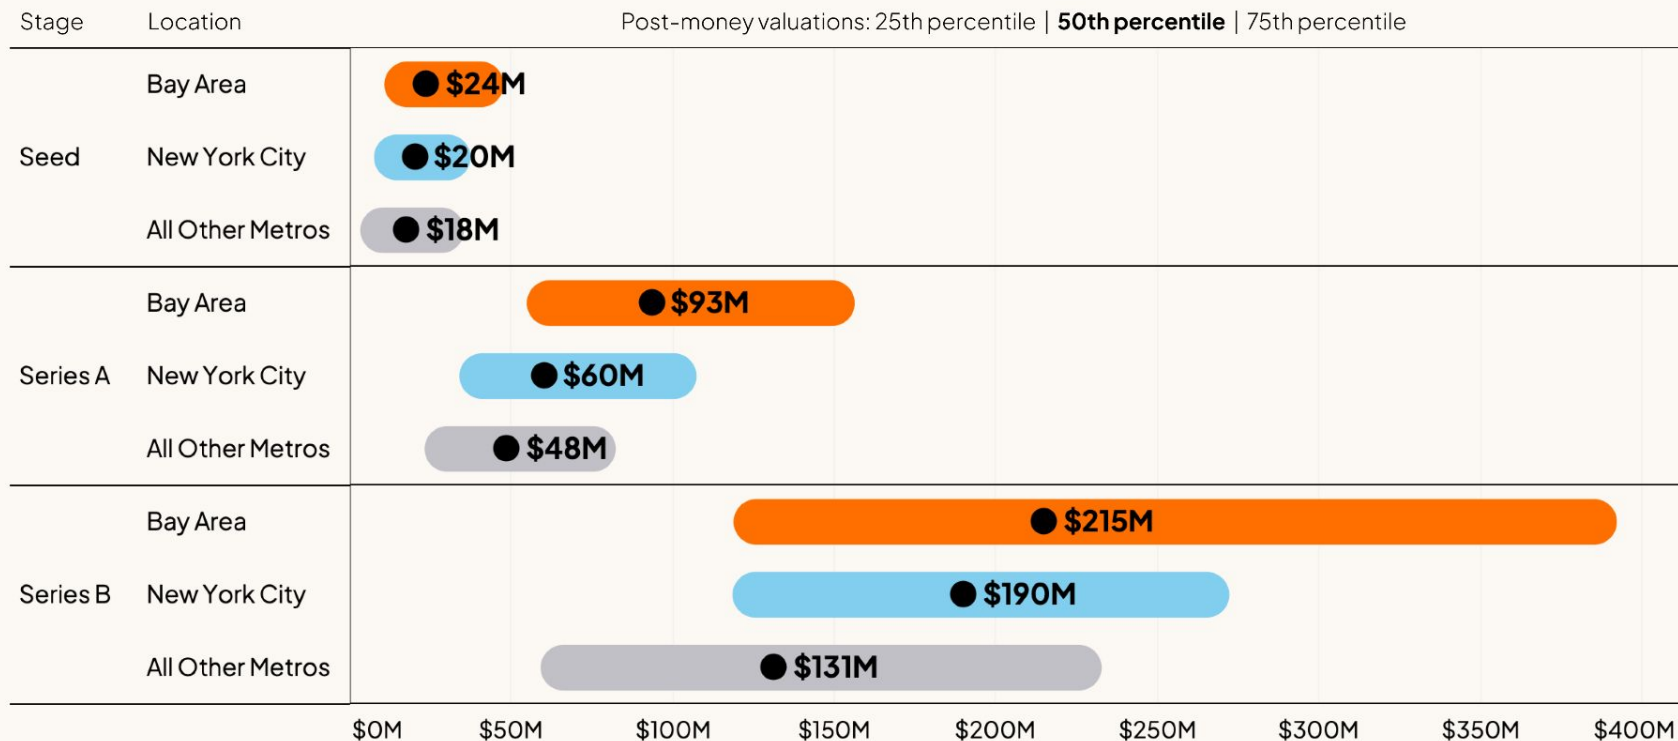 Stage Location Post-money valuations: 25th percentile | 50th percentile | 75th percentile
Bay Area $24M
Seed New York City $20M
All Other Metros $18M
Bay Area $93M
Series A New York City $60M
All Other Metros $48M
Bay Area $215M
Series B New York City $190M
All Other Metros $131M
$0M $50M $100M $150M $200M $250M $300M $350M $400M